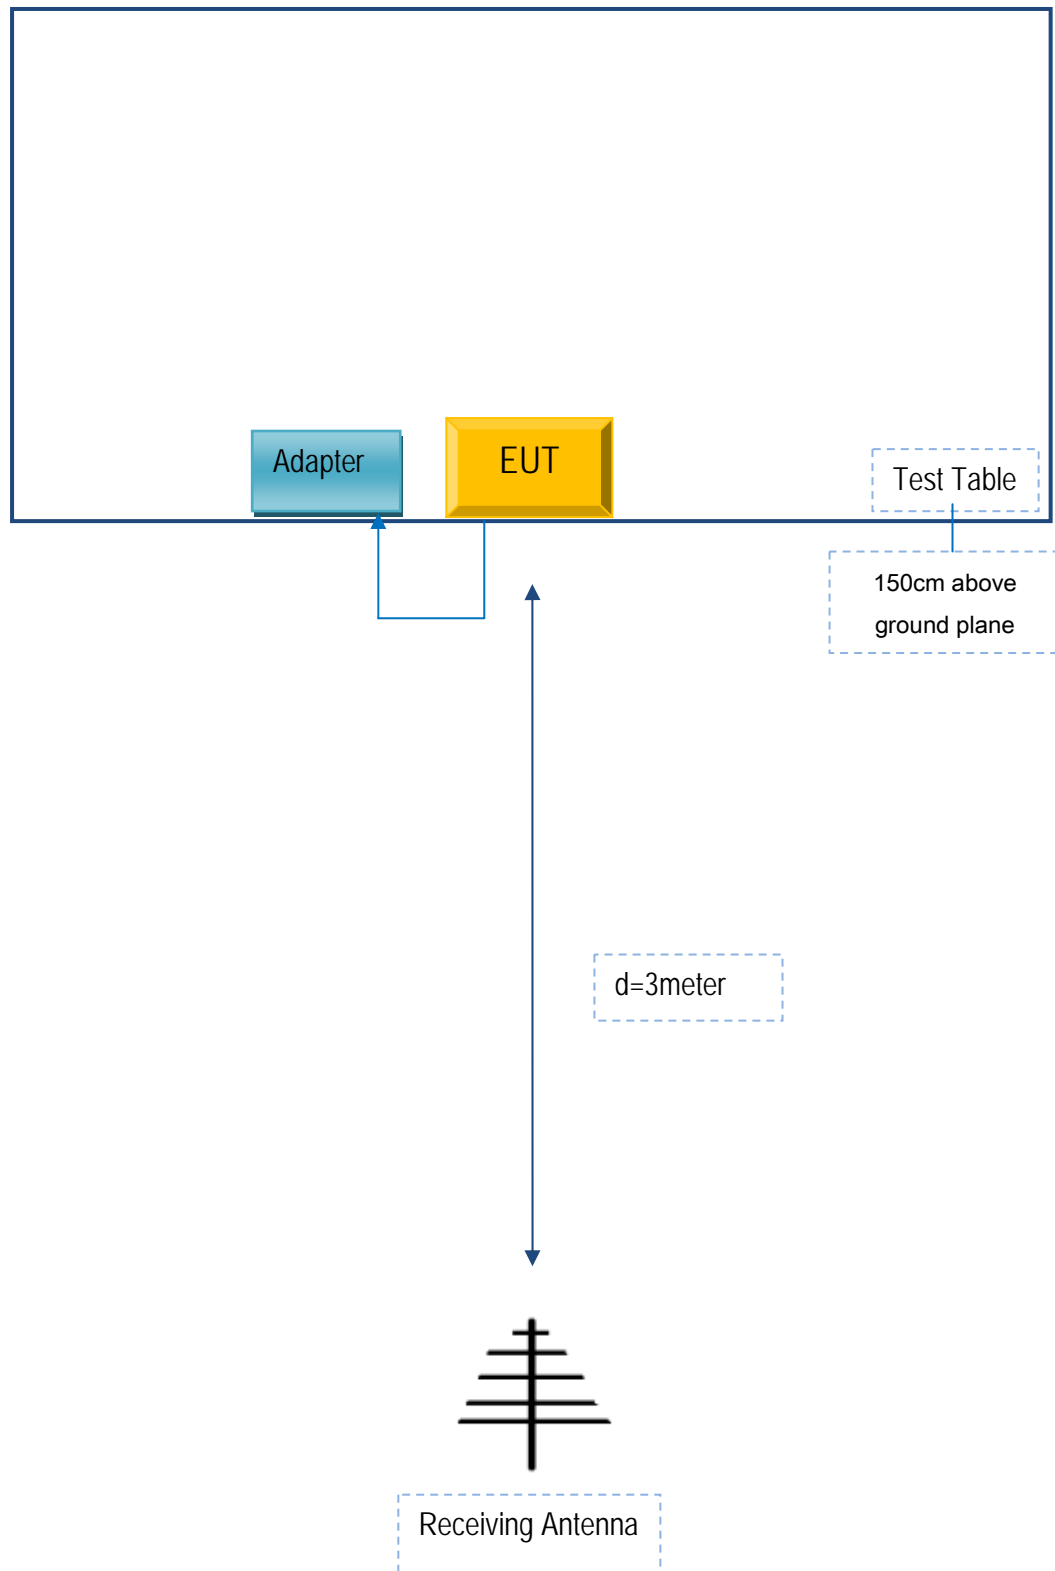 Adapter
EUT
Test Table
150cm above
ground plane
d=3meter
Receiving Antenna